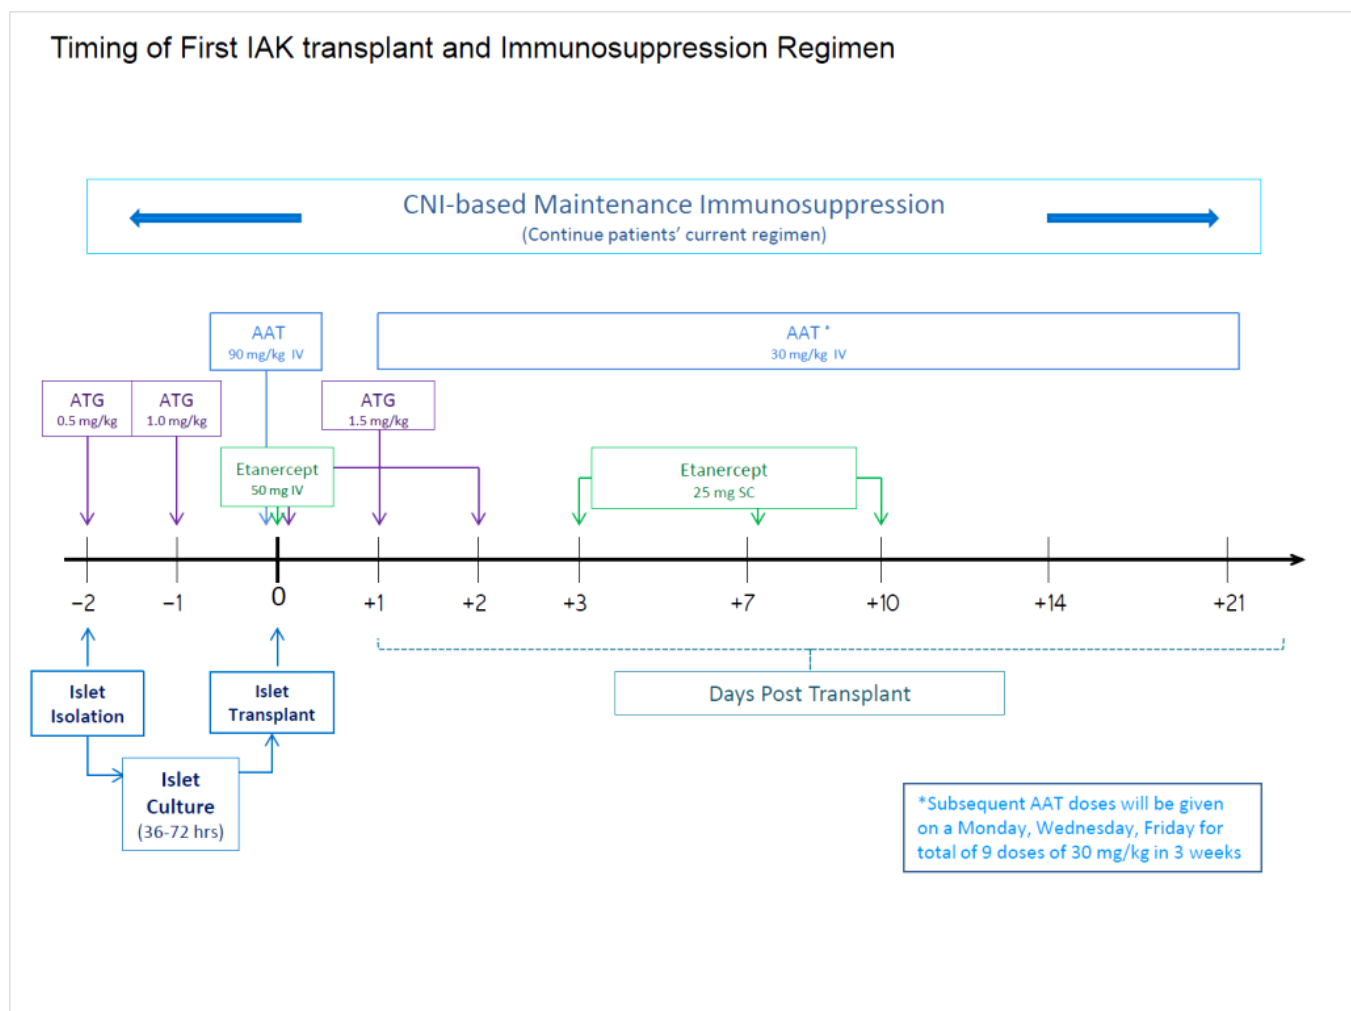 Timing of First IAK transplant and Immunosuppression Regimen
CNI-based Maintenance Immunosuppression
(Continue patients' current regimen)
AAT
90 mg/kg IV
AAT *
30 mg/kg IV
ATG
0.5 mg/kg
ATG
1.0 mg/kg
ATG
1.5 mg/kg
Etanercept
50 mg IV
Etanercept
25 mg SC
−2
−1
0
+1
+2
+3
+7
+10
+14
+21
Islet
Isolation
Islet
Transplant
Days Post Transplant
Islet
Culture
(36-72 hrs)
*Subsequent AAT doses will be given
on a Monday, Wednesday, Friday for
total of 9 doses of 30 mg/kg in 3 weeks